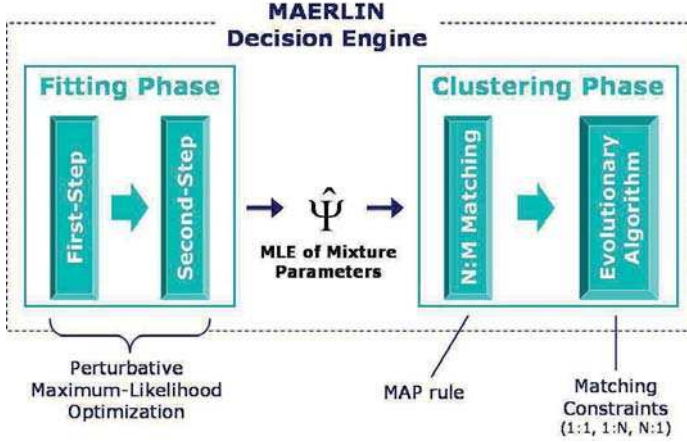 MAERLIN
Decision Engine
Fitting Phase
First-Step
Second-Step
Ψ̂
MLE of Mixture
Parameters
Clustering Phase
N:M Matching
Evolutionary
Algorithm
Perturbative
Maximum-Likelihood
Optimization
MAP rule
Matching
Constraints
(1:1, 1:N, N:1)